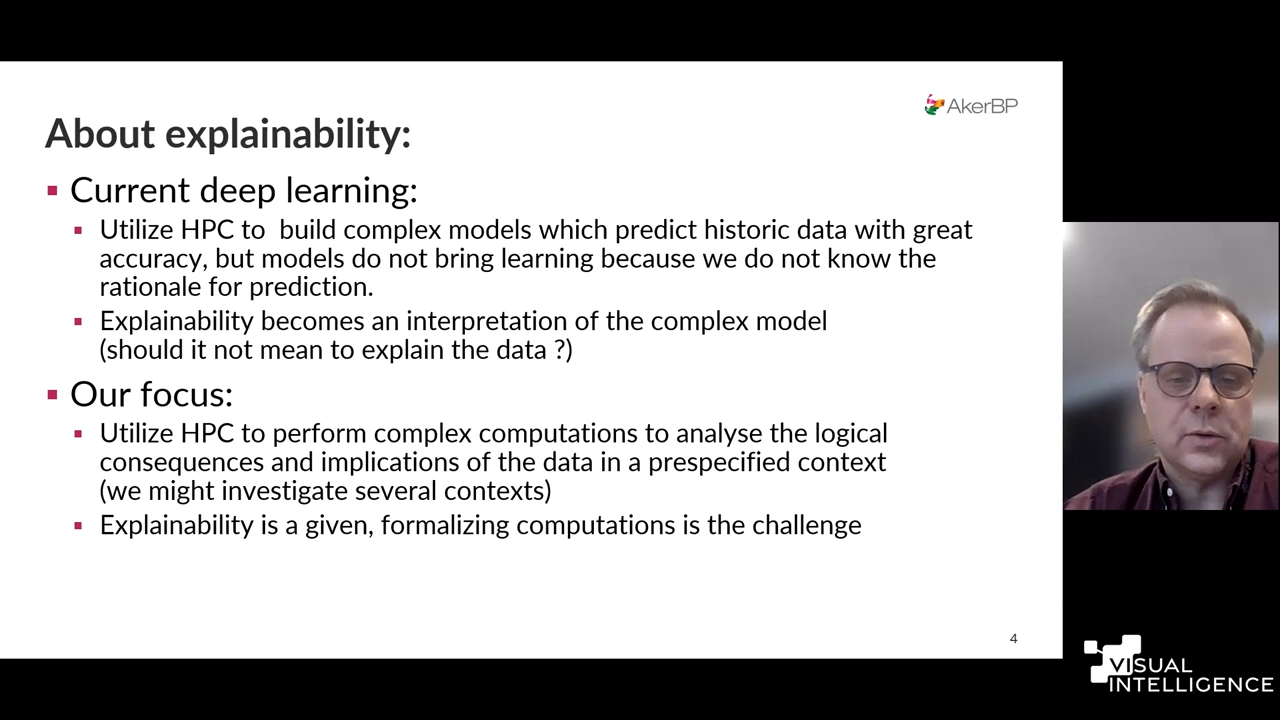 AkerBP
About explainability:
Current deep learning:
Utilize HPC to  build complex models which predict historic data with great
accuracy, but models do not bring learning because we do not know the
rationale for prediction.
Explainability becomes an interpretation of the complex model
(should it not mean to explain the data ?)
Our focus:
Utilize HPC to perform complex computations to analyse the logical
consequences and implications of the data in a prespecified context
(we might investigate several contexts)
Explainability is a given, formalizing computations is the challenge
4
VISUAL
INTELLIGENCE